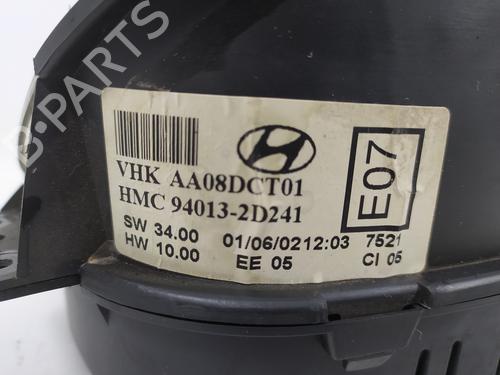 B-PARTS
VHK AA08DCT01
HMC 94013-2D241
SW 34.00 01/06/0212:03 7521
HW 10.00 EE 05 CI 05
E07